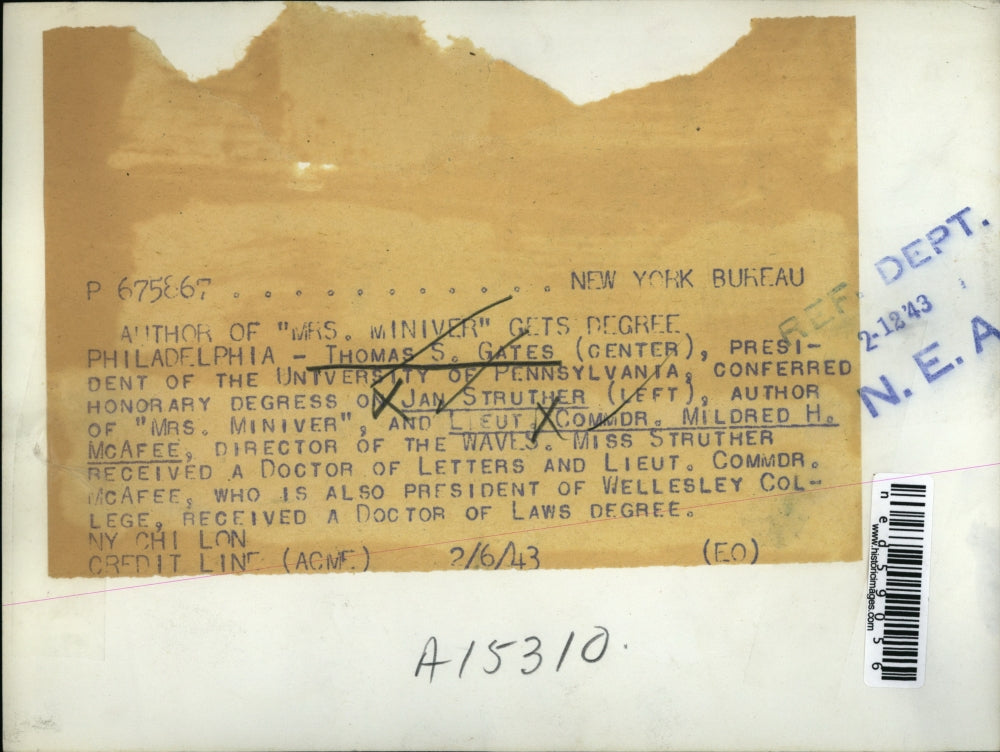 P 675867 . . . . . . . . . . . . NEW YORK BUREAU
AUTHOR OF "MRS. MINIVER" GETS DEGREE
PHILADELPHIA - THOMAS S. GATES (CENTER), PRESI-
DENT OF THE UNIVERSITY OF PENNSYLVANIA, CONFERRED
HONORARY DEGRESS ON JAN STRUTHER (LEFT), AUTHOR
OF "MRS. MINIVER", AND LIEUT. COMMDR. MILDRED H.
MCAFEE, DIRECTOR OF THE WAVES. MISS STRUTHER
RECEIVED A DOCTOR OF LETTERS AND LIEUT. COMMDR.
MCAFEE, WHO IS ALSO PRESIDENT OF WELLESLEY COL-
LEGE, RECEIVED A DOCTOR OF LAWS DEGREE.
NY CHI LON
CREDIT LINE (ACME) 2/6/43 (EO)
REF. DEPT.
2-12'43
N. E. A
www.historicimages.com
ned59056
A15310.